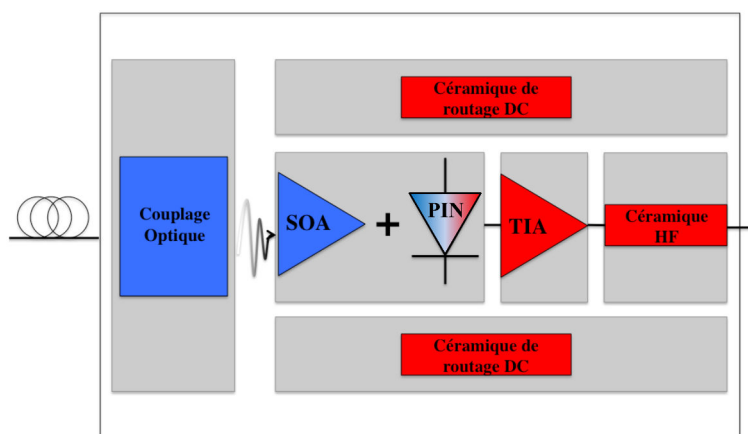 Céramique de
routage DC
Couplage
Optique
SOA
+
PIN
TIA
Céramique
HF
Céramique de
routage DC